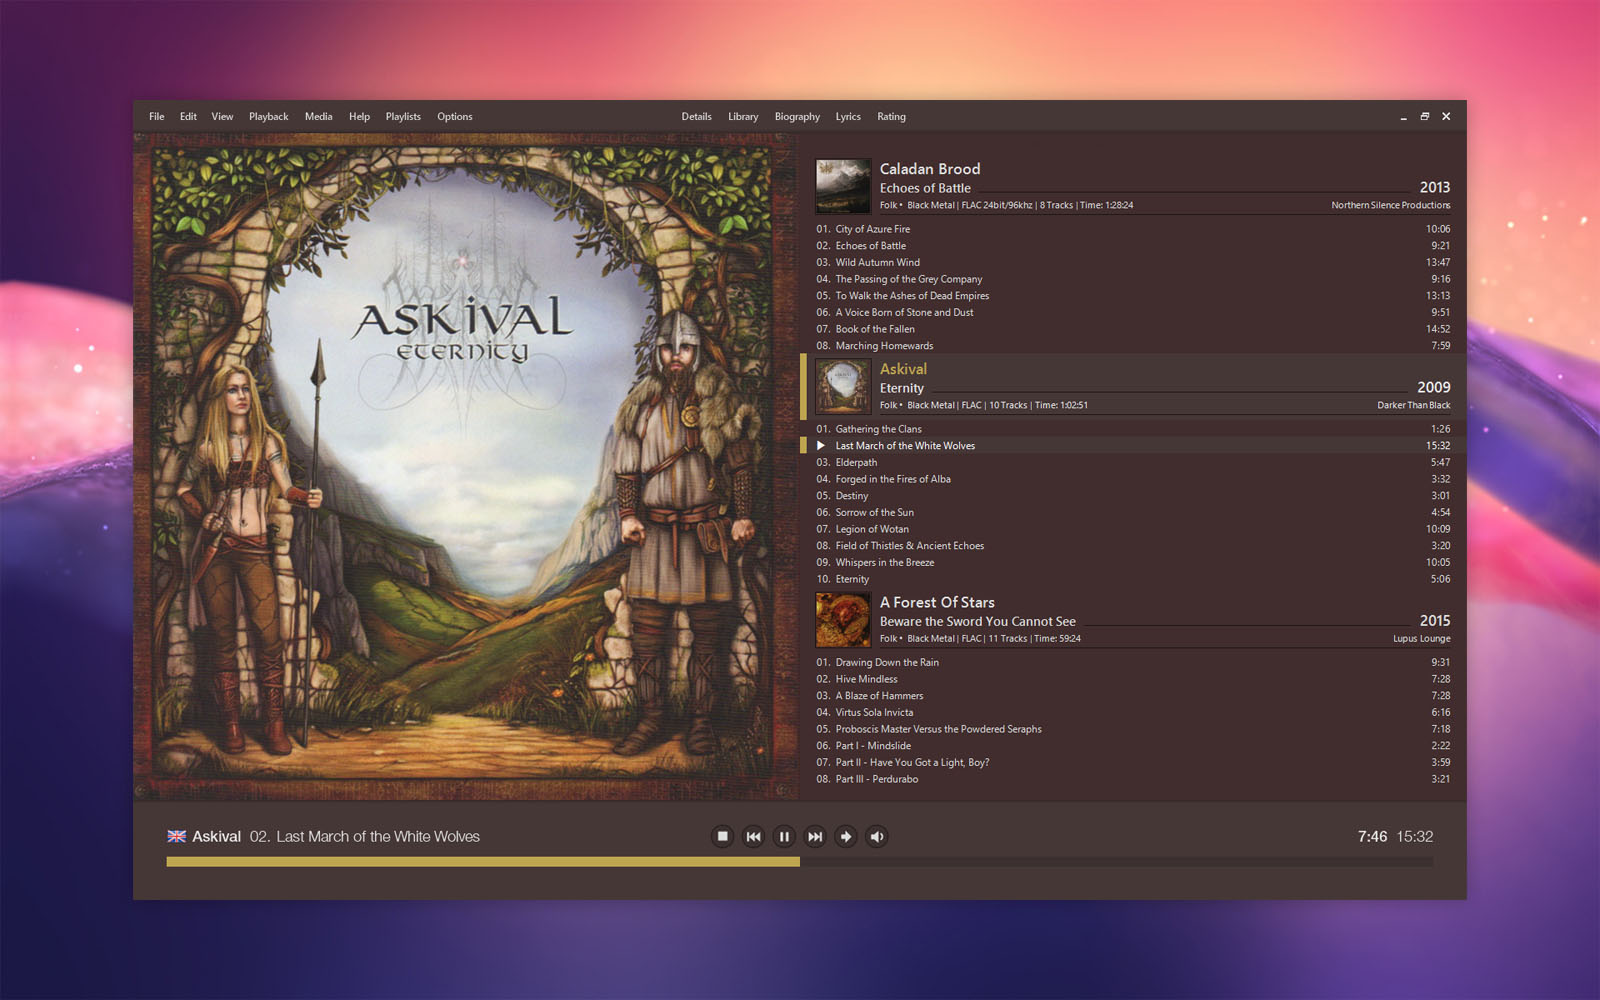 File Edit View Playback Media Help Playlists Options Details Library Biography Lyrics Rating
ASKIVAL
ETERNITY
Caladan Brood
Echoes of Battle 2013
Folk • Black Metal | FLAC 24bit/96khz | 8 Tracks | Time: 1:28:24 Northern Silence Productions
01. City of Azure Fire 10:06
02. Echoes of Battle 9:21
03. Wild Autumn Wind 13:47
04. The Passing of the Grey Company 9:16
05. To Walk the Ashes of Dead Empires 13:13
06. A Voice Born of Stone and Dust 9:51
07. Book of the Fallen 14:52
08. Marching Homewards 7:59
Askival
Eternity 2009
Folk • Black Metal | FLAC | 10 Tracks | Time: 1:02:51 Darker Than Black
01. Gathering the Clans 1:26
Last March of the White Wolves 15:32
03. Elderpath 5:47
04. Forged in the Fires of Alba 3:32
05. Destiny 3:01
06. Sorrow of the Sun 4:54
07. Legion of Wotan 10:09
08. Field of Thistles & Ancient Echoes 3:20
09. Whispers in the Breeze 10:05
10. Eternity 5:06
A Forest Of Stars
Beware the Sword You Cannot See 2015
Folk • Black Metal | FLAC | 11 Tracks | Time: 59:24 Lupus Lounge
01. Drawing Down the Rain 9:31
02. Hive Mindless 7:28
03. A Blaze of Hammers 7:28
04. Virtus Sola Invicta 6:16
05. Proboscis Master Versus the Powdered Seraphs 7:18
06. Part I - Mindslide 2:22
07. Part II - Have You Got a Light, Boy? 3:59
08. Part III - Perdurabo 3:21
Askival 02. Last March of the White Wolves 7:46 15:32